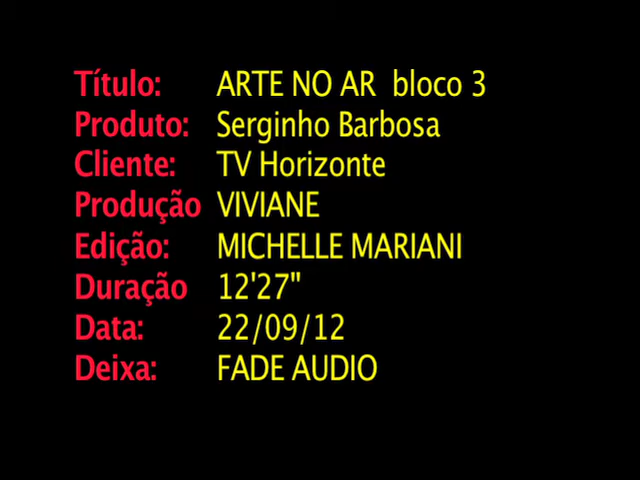 Título: ARTE NO AR bloco 3
Produto: Serginho Barbosa
Cliente: TV Horizonte
Produção VIVIANE
Edição: MICHELLE MARIANI
Duração 12'27"
Data: 22/09/12
Deixa: FADE AUDIO